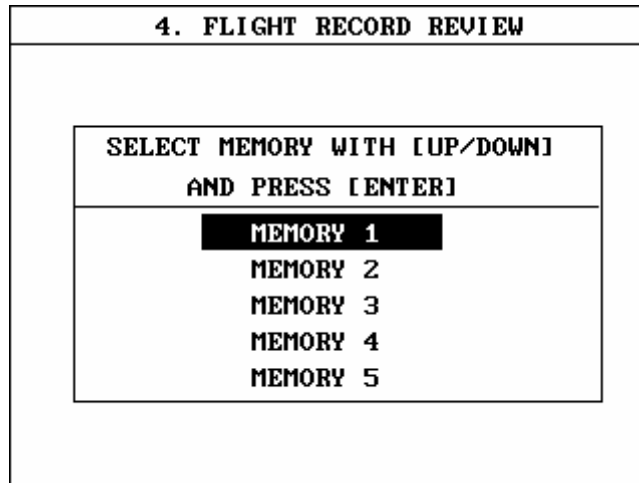 4. FLIGHT RECORD REVIEW
SELECT MEMORY WITH [UP/DOWN]
AND PRESS [ENTER]
MEMORY 1
MEMORY 2
MEMORY 3
MEMORY 4
MEMORY 5